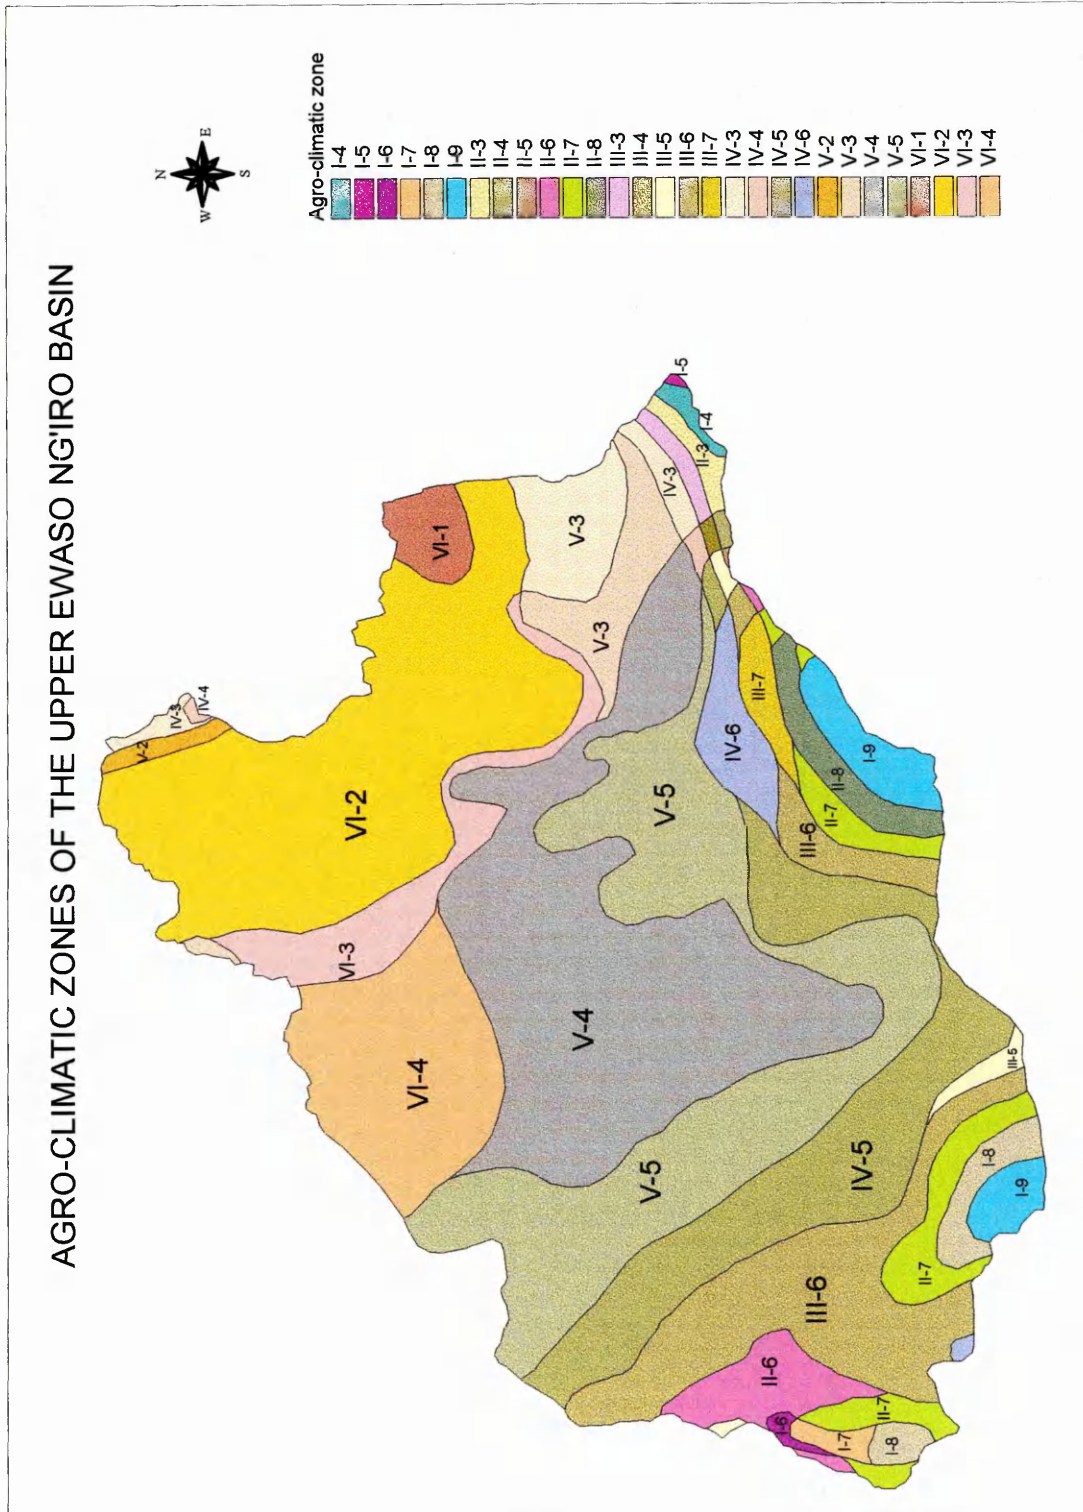 AGRO-CLIMATIC ZONES OF THE UPPER EWASO NG'IRO BASIN
N
W
E
S
Agro-climatic zone
I-4
I-5
I-6
I-7
I-8
I-9
II-3
II-4
II-5
II-6
II-7
II-8
III-3
III-4
III-5
III-6
III-7
IV-3
IV-4
IV-5
IV-6
V-2
V-3
V-4
V-5
VI-1
VI-2
VI-3
VI-4
V-2
IV-3
IV-4
VI-2
VI-1
VI-3
VI-4
V-3
V-3
IV-3
II-3
I-4
I-5
V-4
V-5
V-5
IV-6
III-7
III-6
II-7
II-8
I-9
IV-5
III-5
I-8
I-9
II-7
III-6
II-6
I-6
I-7
II-7
I-8